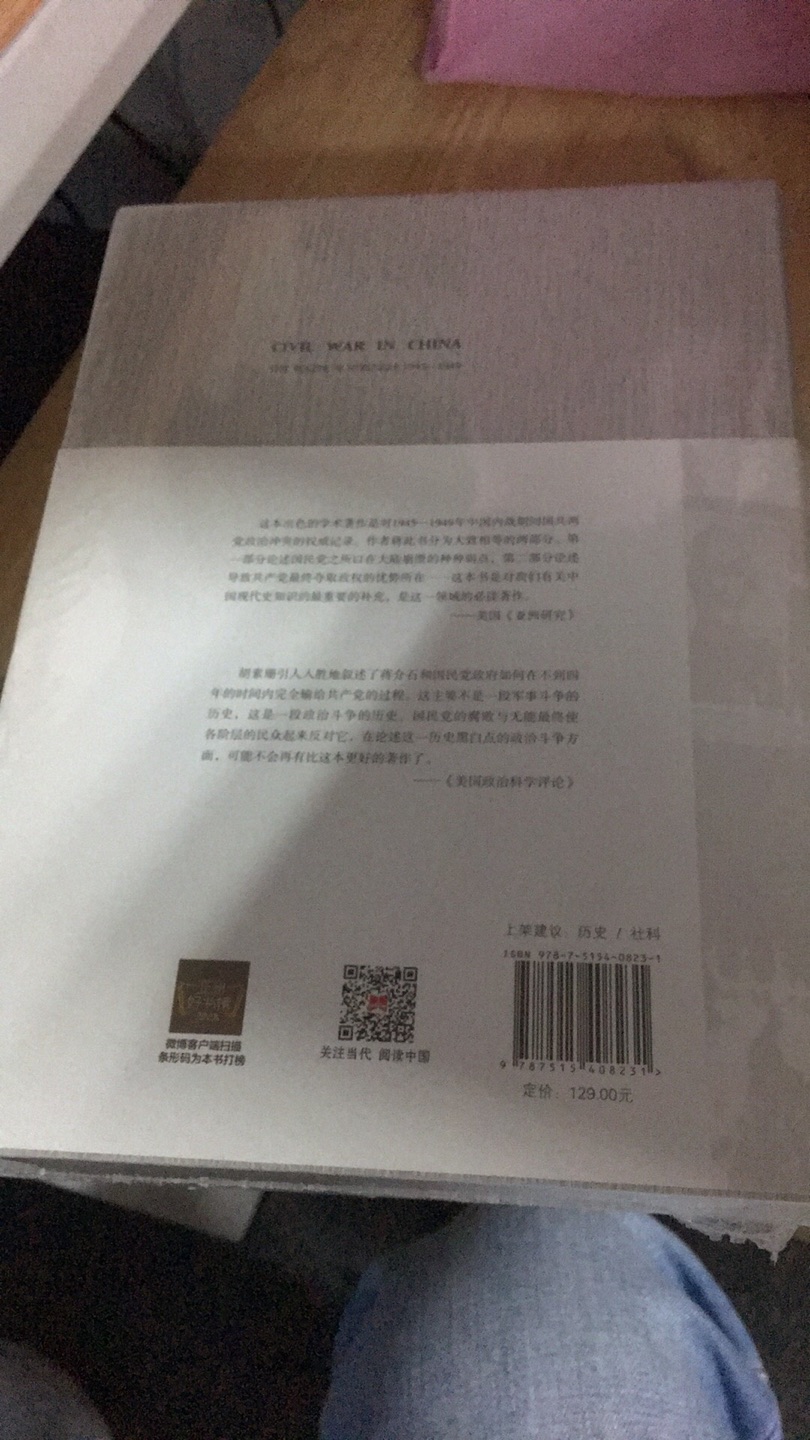 CIVIL WAR IN CHINA
1945—1949
这本出色的学术著作是对1945—1949年中国内战期间国共两
党政治冲突的权威记录。作者将此书分为大致相等的两部分。第
一部分论述国民党之所以在大陆崩溃的种种弱点，第二部分论述
导致共产党最终夺取政权的优势所在……这本书是对我们有关中
国现代史知识的最重要的补充，是这一领域的必读著作。
——美国《亚洲研究》
胡素珊引人入胜地叙述了蒋介石和国民党政府如何在不到四
年的时间内完全输给共产党的过程。这主要不是一段军事斗争的
历史，这是一段政治斗争的历史。国民党的腐败与无能最终使
各阶层的民众起来反对它。在论述这一历史黑白点的政治斗争方
面，可能不会再有比这本更好的著作了。
——《美国政治科学评论》
上架建议：历史 / 社科
ISBN 978-7-5154-0823-1
好书榜
微博客户端扫描
条形码为本书打榜
关注当代 阅读中国
9 787515 408231 >
定价：129.00元